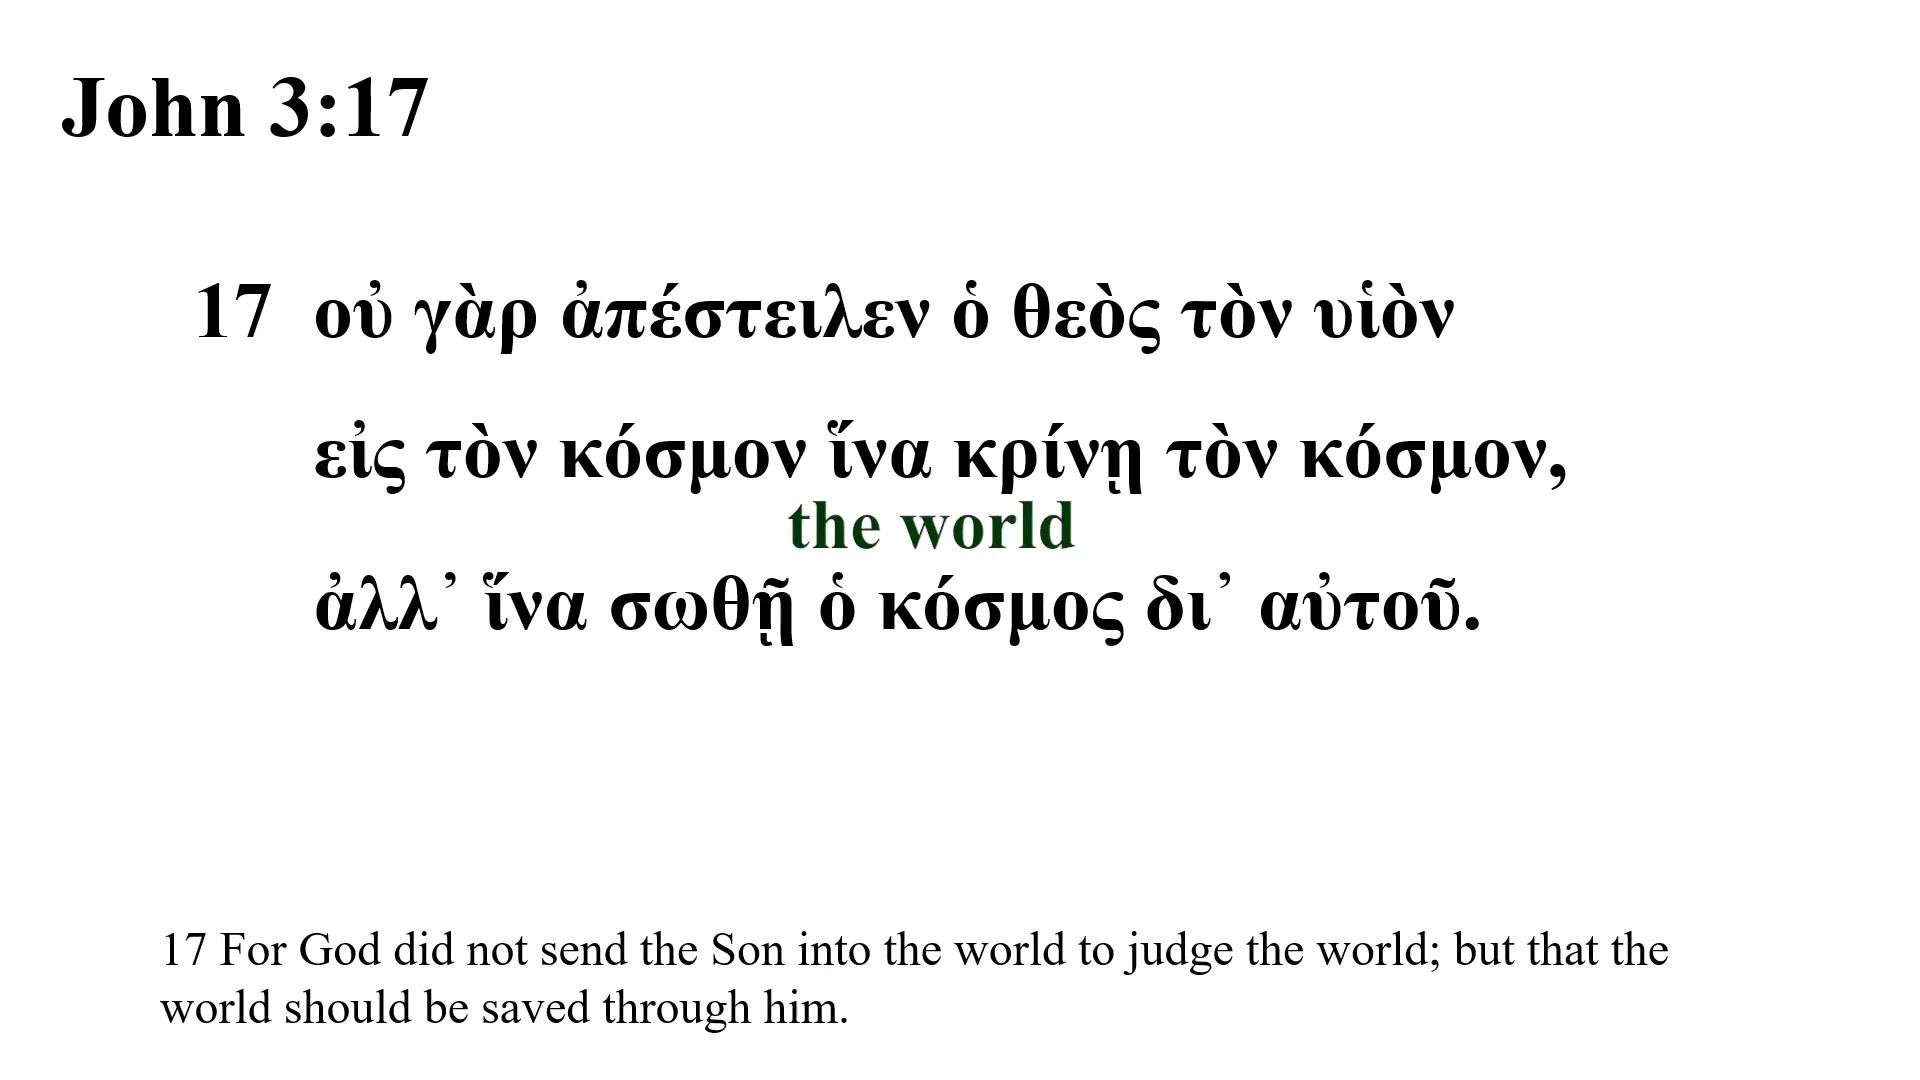 John 3:17
17 οὐ γὰρ ἀπέστειλεν ὁ θεὸς τὸν υἱὸν
εἰς τὸν κόσμον ἵνα κρίνῃ τὸν κόσμον,
the world
ἀλλ᾽ ἵνα σωθῇ ὁ κόσμος δι᾽ αὐτοῦ.
17 For God did not send the Son into the world to judge the world; but that the
world should be saved through him.